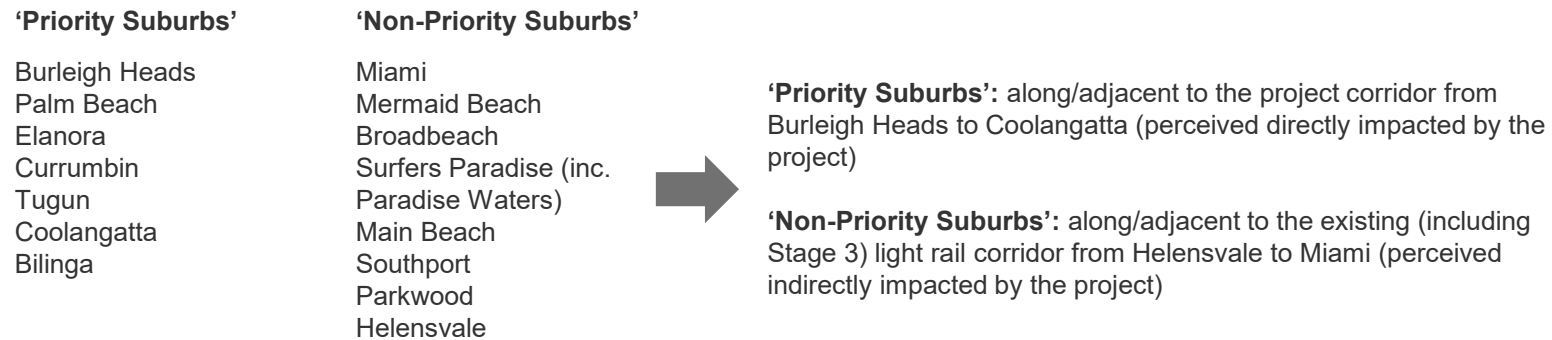 ‘Priority Suburbs’
Burleigh Heads
Palm Beach
Elanora
Currumbin
Tugun
Coolangatta
Bilinga
‘Non-Priority Suburbs’
Miami
Mermaid Beach
Broadbeach
Surfers Paradise (inc.
Paradise Waters)
Main Beach
Southport
Parkwood
Helensvale
‘Priority Suburbs’: along/adjacent to the project corridor from
Burleigh Heads to Coolangatta (perceived directly impacted by the
project)
‘Non-Priority Suburbs’: along/adjacent to the existing (including
Stage 3) light rail corridor from Helensvale to Miami (perceived
indirectly impacted by the project)